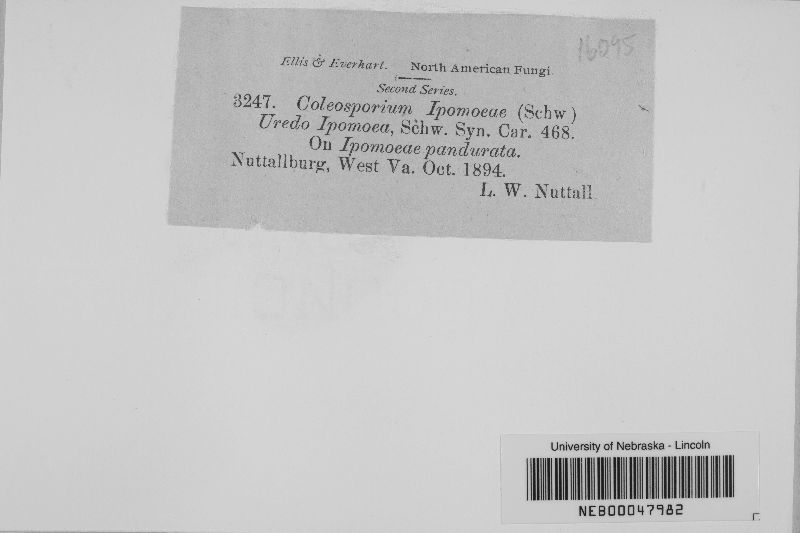 16095
Ellis & Everhart. North American Fungi.
Second Series.
3247. Coleosporium Ipomoeae (Schw)
Uredo Ipomoea, Schw. Syn. Car. 468.
On Ipomoeae pandurata.
Nuttallburg, West Va. Oct. 1894.
L. W. Nuttall
University of Nebraska - Lincoln
NEB00047982